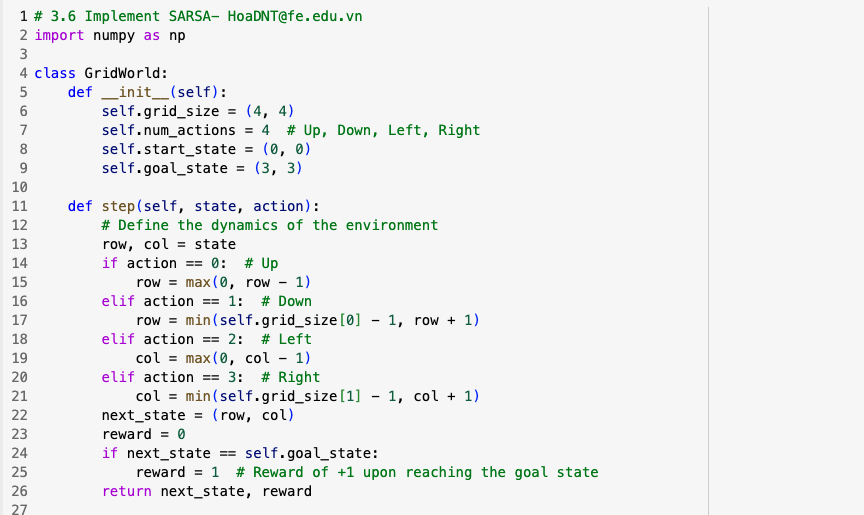 1 # 3.6 Implement SARSA- HoaDNT@fe.edu.vn
2 import numpy as np
3
4 class GridWorld:
5     def __init__(self):
6         self.grid_size = (4, 4)
7         self.num_actions = 4  # Up, Down, Left, Right
8         self.start_state = (0, 0)
9         self.goal_state = (3, 3)
10
11     def step(self, state, action):
12         # Define the dynamics of the environment
13         row, col = state
14         if action == 0:  # Up
15             row = max(0, row - 1)
16         elif action == 1:  # Down
17             row = min(self.grid_size[0] - 1, row + 1)
18         elif action == 2:  # Left
19             col = max(0, col - 1)
20         elif action == 3:  # Right
21             col = min(self.grid_size[1] - 1, col + 1)
22         next_state = (row, col)
23         reward = 0
24         if next_state == self.goal_state:
25             reward = 1  # Reward of +1 upon reaching the goal state
26         return next_state, reward
27